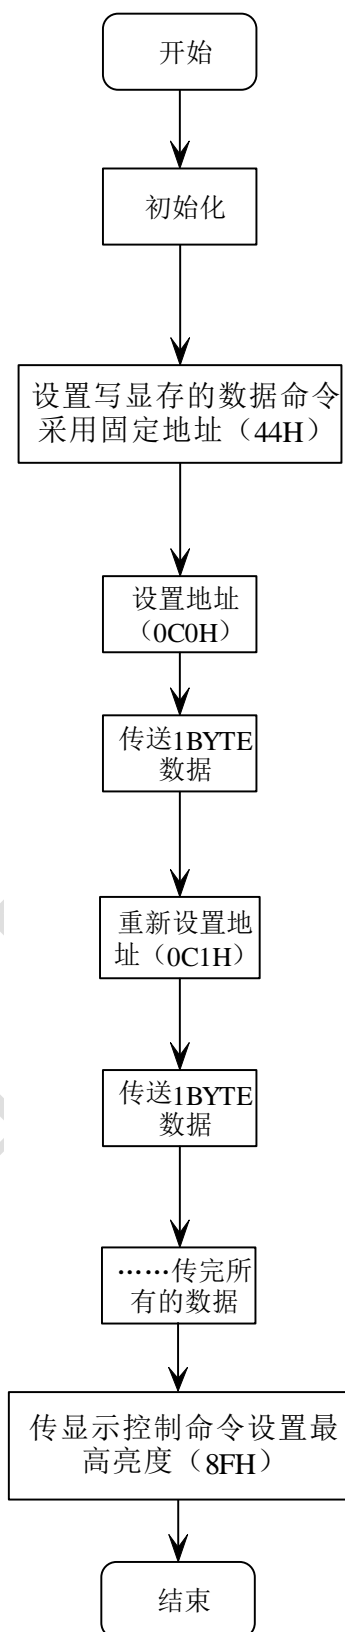 开始
初始化
设置写显存的数据命令
采用固定地址（44H）
设置地址
（0C0H）
传送1BYTE
数据
重新设置地
址（0C1H）
传送1BYTE
数据
……传完所
有的数据
传显示控制命令设置最
高亮度（8FH）
结束